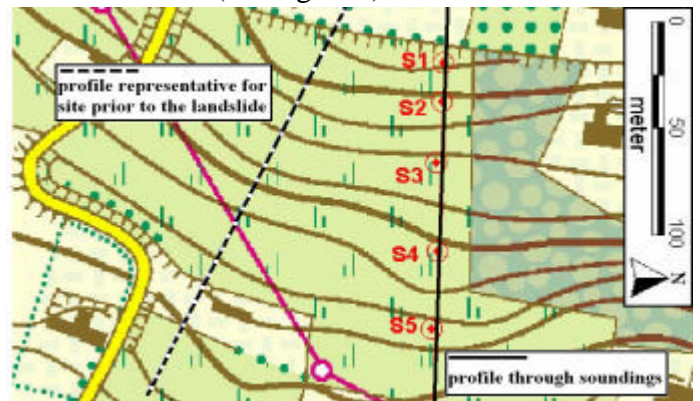 profile representative for
site prior to the landslide
S1
S2
S3
S4
S5
0
50
100
meter
N
profile through soundings